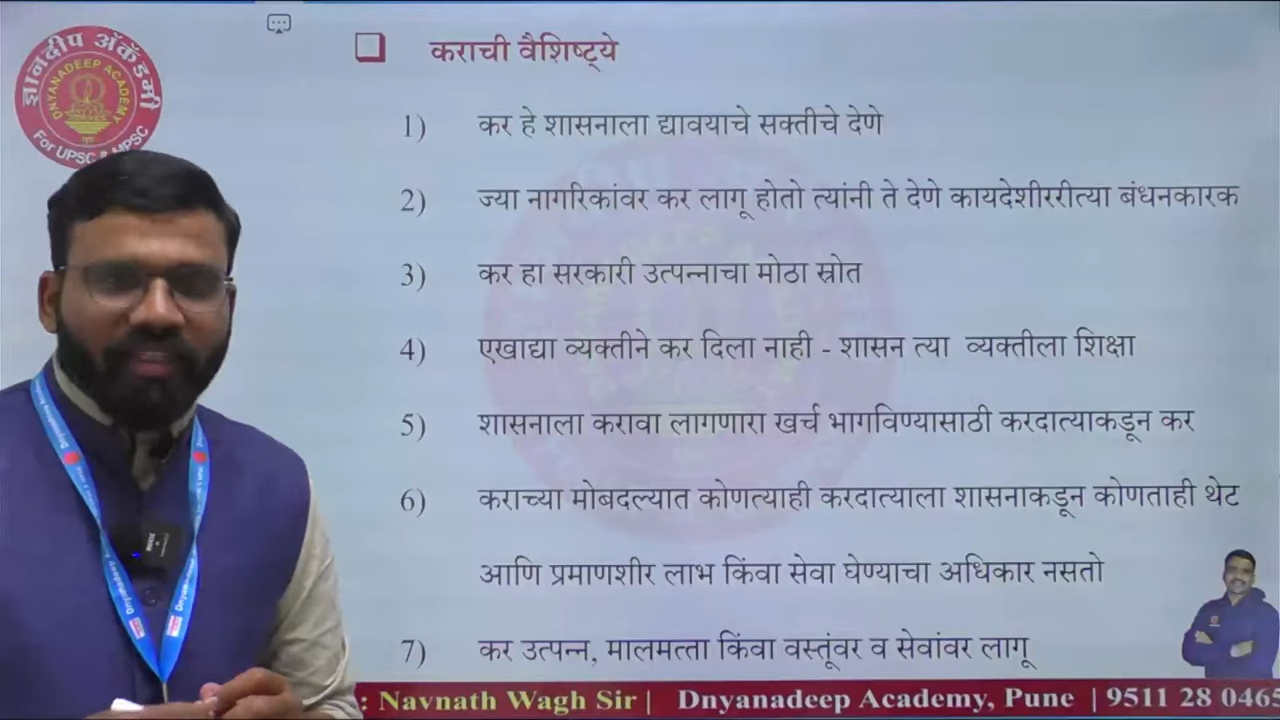 ज्ञानदीप अ‍ॅकॅडमी
DNYANADEEP ACADEMY
पुणे
For UPSC & MPSC
कराची वैशिष्ट्ये
1) कर हे शासनाला द्यावयाचे सक्तीचे देणे
2) ज्या नागरिकांवर कर लागू होतो त्यांनी ते देणे कायदेशीररीत्या बंधनकारक
3) कर हा सरकारी उत्पन्नाचा मोठा स्रोत
4) एखाद्या व्यक्तीने कर दिला नाही - शासन त्या व्यक्तीला शिक्षा
5) शासनाला करावा लागणारा खर्च भागविण्यासाठी करदात्याकडून कर
6) कराच्या मोबदल्यात कोणत्याही करदात्याला शासनाकडून कोणताही थेट
आणि प्रमाणशीर लाभ किंवा सेवा घेण्याचा अधिकार नसतो
7) कर उत्पन्न, मालमत्ता किंवा वस्तूंवर व सेवांवर लागू
: Navnath Wagh Sir | Dnyanadeep Academy, Pune | 9511 28 0465